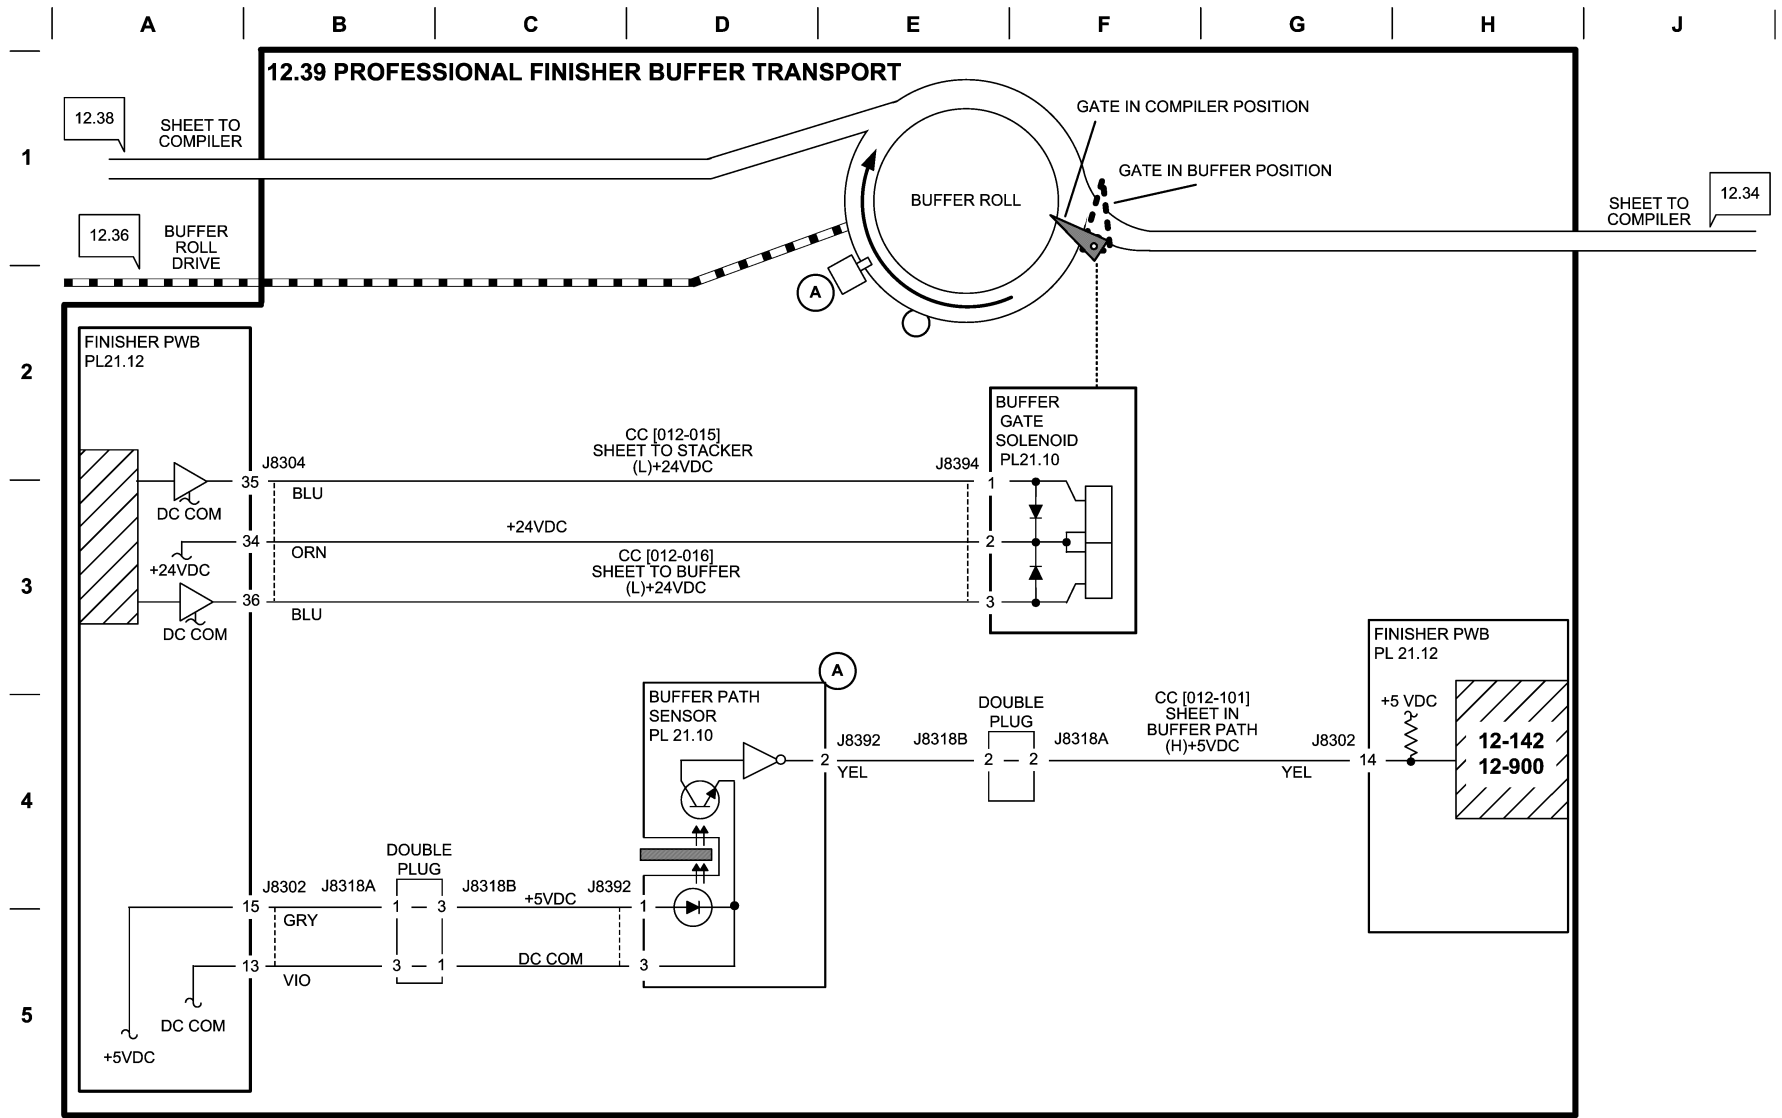 A B C D E F G H J
12.39 PROFESSIONAL FINISHER BUFFER TRANSPORT
1
12.38
SHEET TO
COMPILER
GATE IN COMPILER POSITION
GATE IN BUFFER POSITION
BUFFER ROLL
12.34
SHEET TO
COMPILER
12.36
BUFFER
ROLL
DRIVE
A
2
FINISHER PWB
PL21.12
BUFFER
GATE
SOLENOID
PL21.10
CC [012-015]
SHEET TO STACKER
(L)+24VDC
J8304
J8394
35
BLU
1
DC COM
+24VDC
34
ORN
2
+24VDC
3
CC [012-016]
SHEET TO BUFFER
(L)+24VDC
36
BLU
3
DC COM
FINISHER PWB
PL 21.12
A
BUFFER PATH
SENSOR
PL 21.10
DOUBLE
PLUG
CC [012-101]
SHEET IN
BUFFER PATH
(H)+5VDC
+5 VDC
J8392
J8318B
J8318A
J8302
2
YEL
2
2
YEL
14
12-142
12-900
4
DOUBLE
PLUG
J8302
J8318A
J8318B
J8392
+5VDC
15
GRY
1
3
1
DC COM
13
VIO
3
1
3
5
DC COM
+5VDC